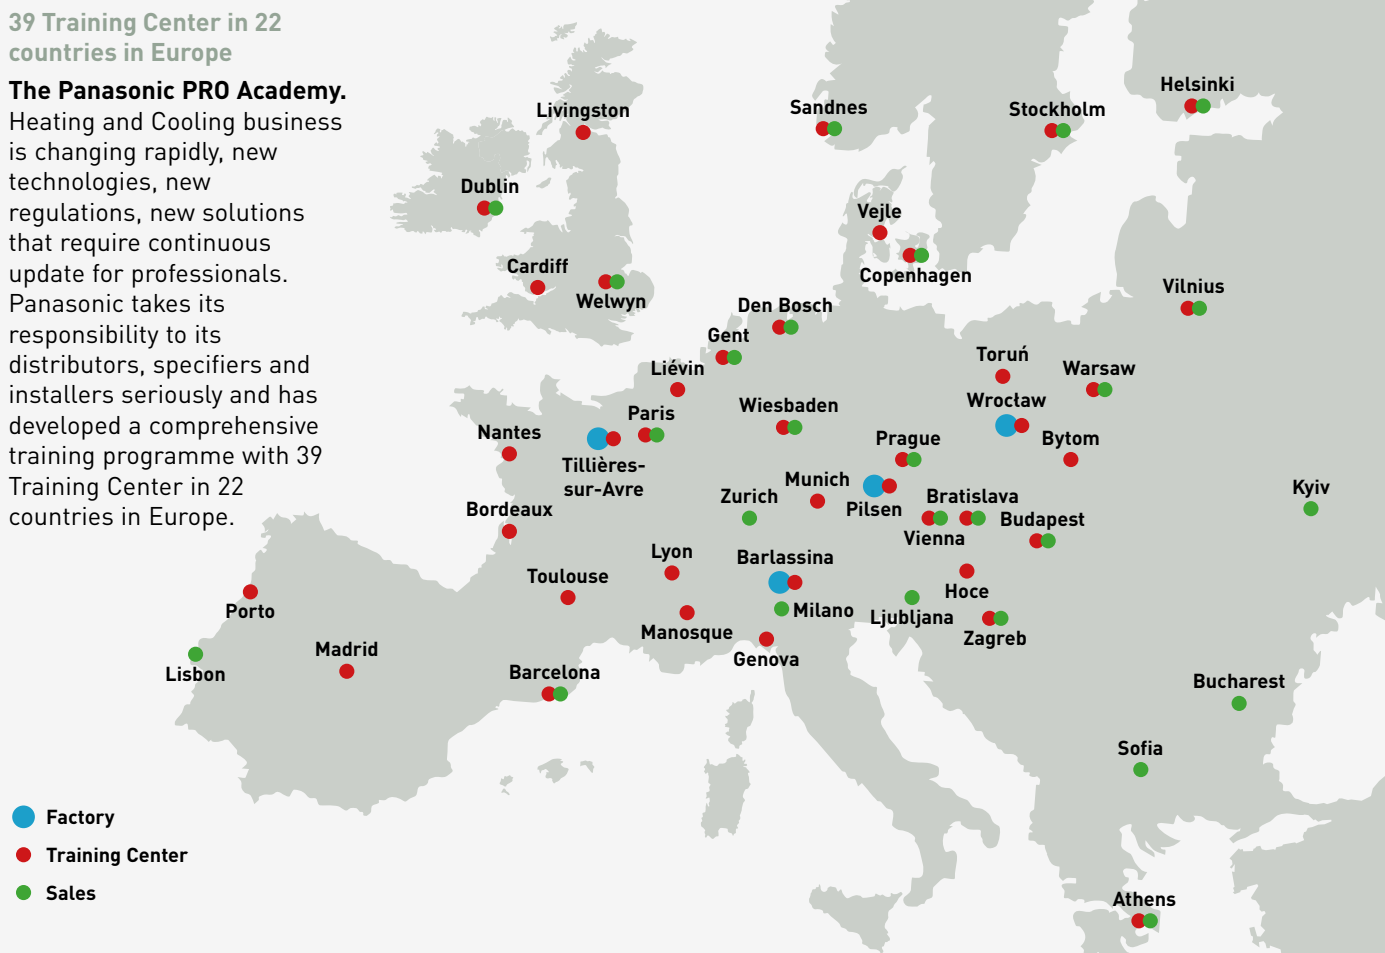 39 Training Center in 22
countries in Europe
The Panasonic PRO Academy.
Heating and Cooling business
is changing rapidly, new
technologies, new
regulations, new solutions
that require continuous
update for professionals.
Panasonic takes its
responsibility to its
distributors, specifiers and
installers seriously and has
developed a comprehensive
training programme with 39
Training Center in 22
countries in Europe.
Helsinki
Sandnes
Stockholm
Livingston
Dublin
Vejle
Cardiff
Copenhagen
Welwyn
Vilnius
Den Bosch
Gent
Toruń
Liévin
Warsaw
Wrocław
Wiesbaden
Paris
Nantes
Prague
Bytom
Tillières-
sur-Avre
Munich
Kyiv
Zurich
Bratislava
Pilsen
Bordeaux
Budapest
Vienna
Lyon
Barlassina
Toulouse
Hoce
Porto
Milano
Ljubljana
Manosque
Zagreb
Madrid
Genova
Lisbon
Barcelona
Bucharest
Sofia
Factory
Training Center
Sales
Athens